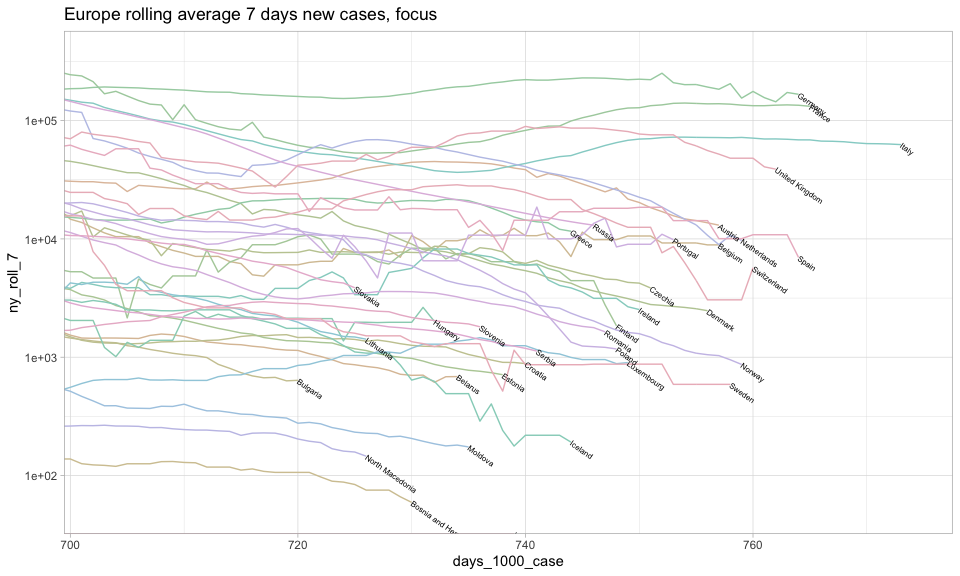 Europe rolling average 7 days new cases, focus
ny_roll_7
1e+05
1e+04
1e+03
1e+02
Germany
France
Italy
United Kingdom
Greece
Russia
Portugal
Austria
Netherlands
Belgium
Switzerland
Spain
Slovakia
Czechia
Ireland
Denmark
Hungary
Slovenia
Finland
Romania
Poland
Luxembourg
Norway
Sweden
Lithuania
Serbia
Croatia
Estonia
Belarus
Bulgaria
Iceland
Moldova
North Macedonia
Bosnia and He
700
720
740
760
days_1000_case